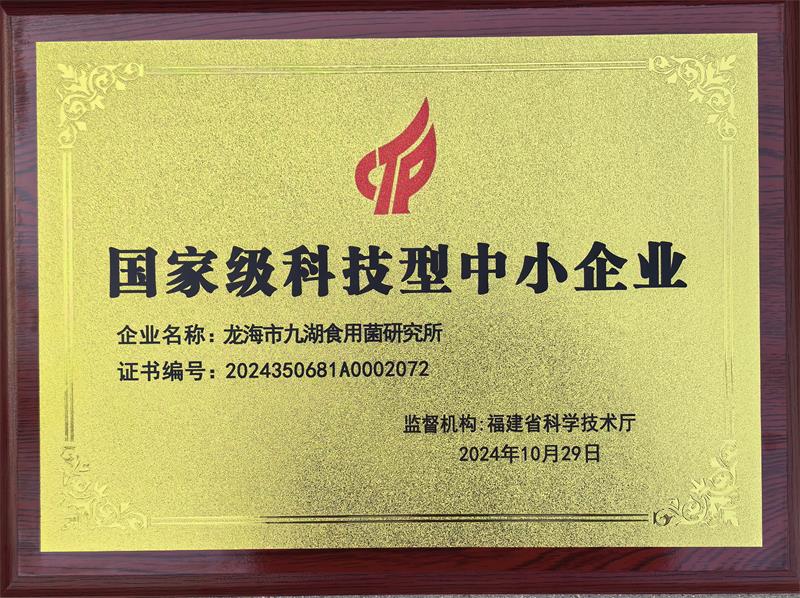 CTP
国家级科技型中小企业
企业名称：龙海市九湖食用菌研究所
证书编号：2024350681A0002072
监督机构:福建省科学技术厅
2024年10月29日